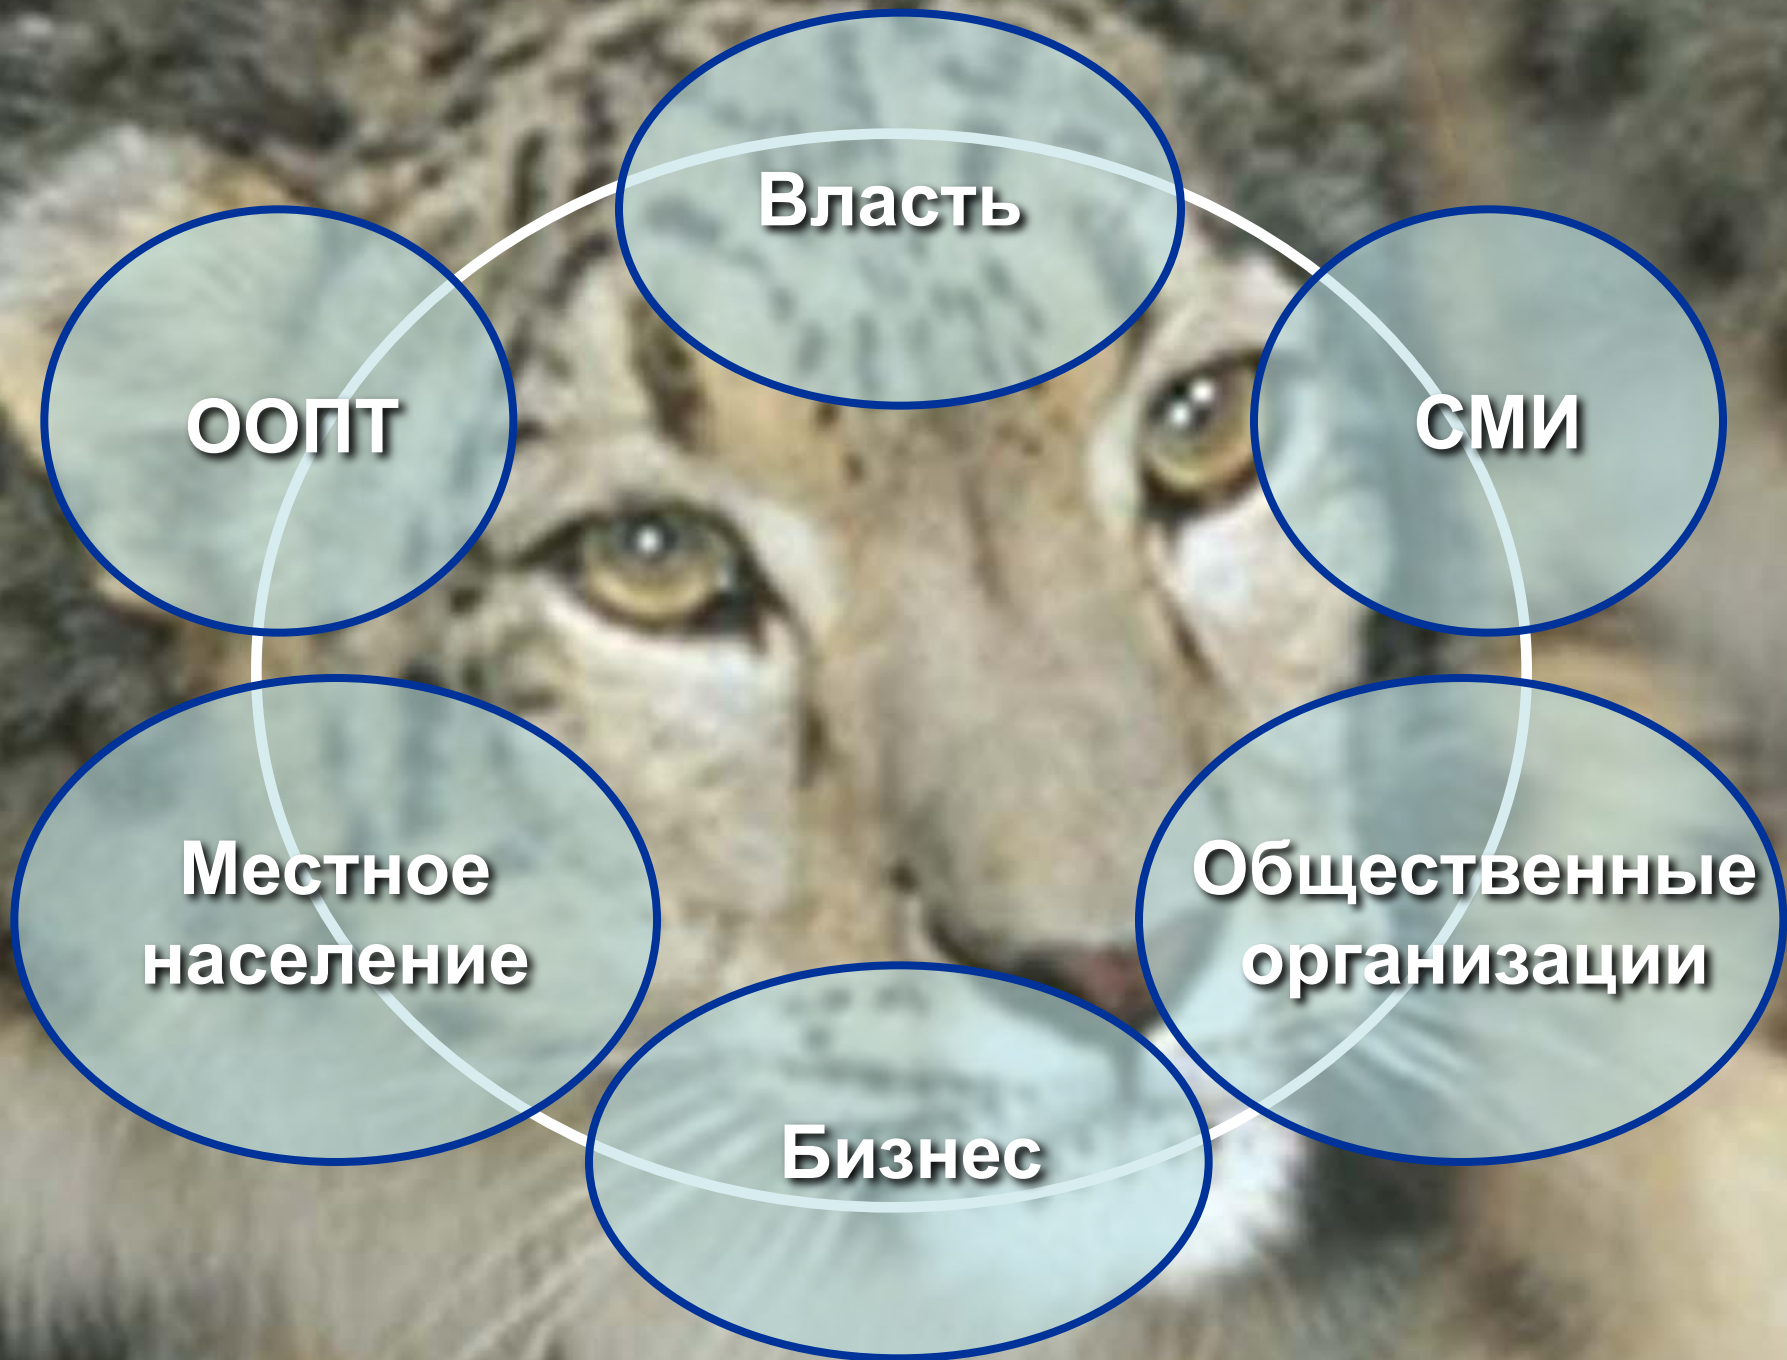 Власть
ООПТ
СМИ
Местное
население
Общественные
организации
Бизнес